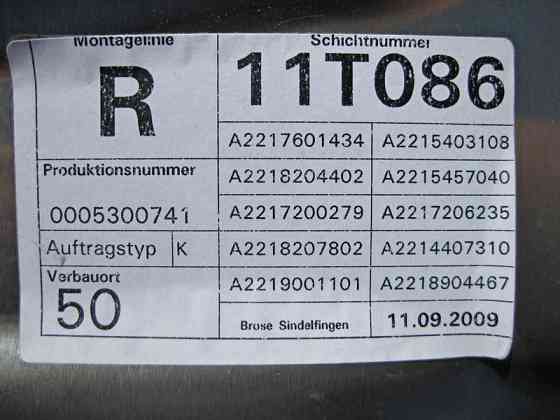 Montagelinie
R
Schichtnummer
11T086
A2217601434 A2215403108
Produktionsnummer
0005300741
A2218204402 A2215457040
A2217200279 A2217206235
Auftragstyp K
A2218207802 A2214407310
Verbauort
50
A2219001101 A2218904467
Brose Sindelfingen 11.09.2009